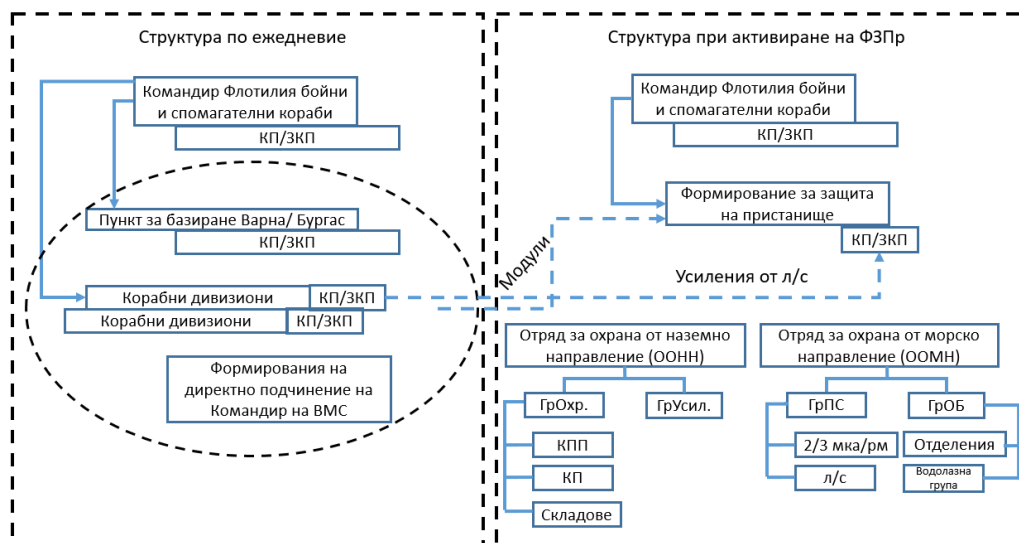 Структура по ежедневие
Командир Флотилия бойни
и спомагателни кораби
КП/ЗКП
Пункт за базиране Варна/ Бургас
КП/ЗКП
Корабни дивизиони
КП/ЗКП
Корабни дивизиони
КП/ЗКП
Формирования на
директно подчинение на
Командир на ВМС
Структура при активиране на ФЗПр
Командир Флотилия бойни
и спомагателни кораби
КП/ЗКП
Формирование за защита
на пристанище
КП/ЗКП
Модули
Усиления от л/с
Отряд за охрана от наземно
направление (ООНН)
ГрОхр.
ГрУсил.
КПП
КП
Складове
Отряд за охрана от морско
направление (ООМН)
ГрПС
ГрОБ
2/3 мка/рм
Отделения
л/с
Водолазна
група